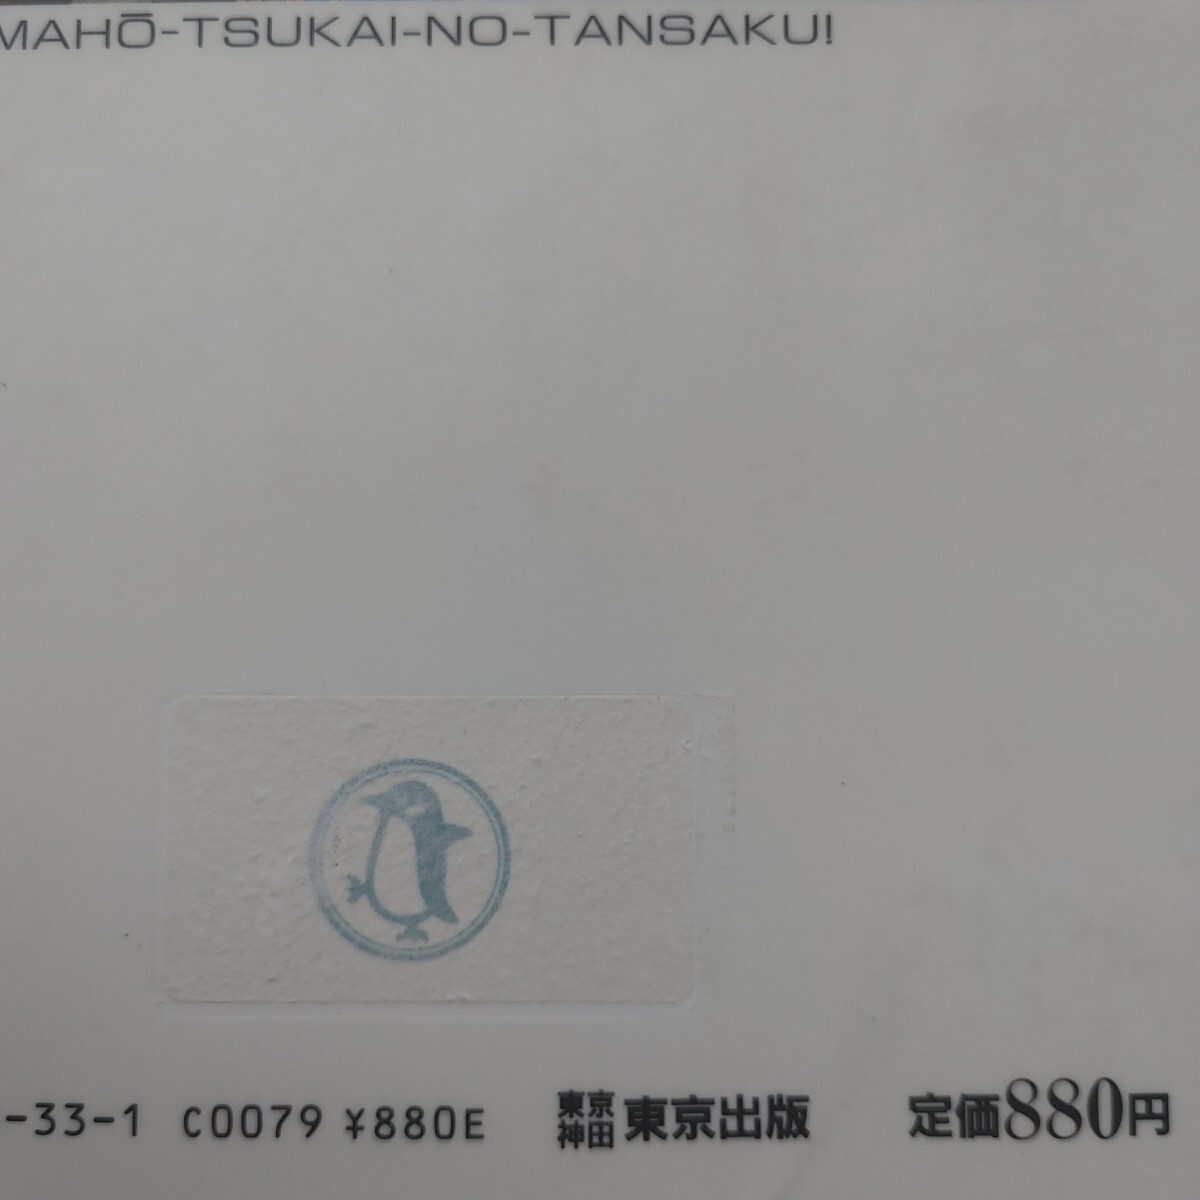 MAHŌ-TSUKAI-NO-TANSAKU!
-33-1 C0079 ¥880E 東京神田 東京出版 定価880円